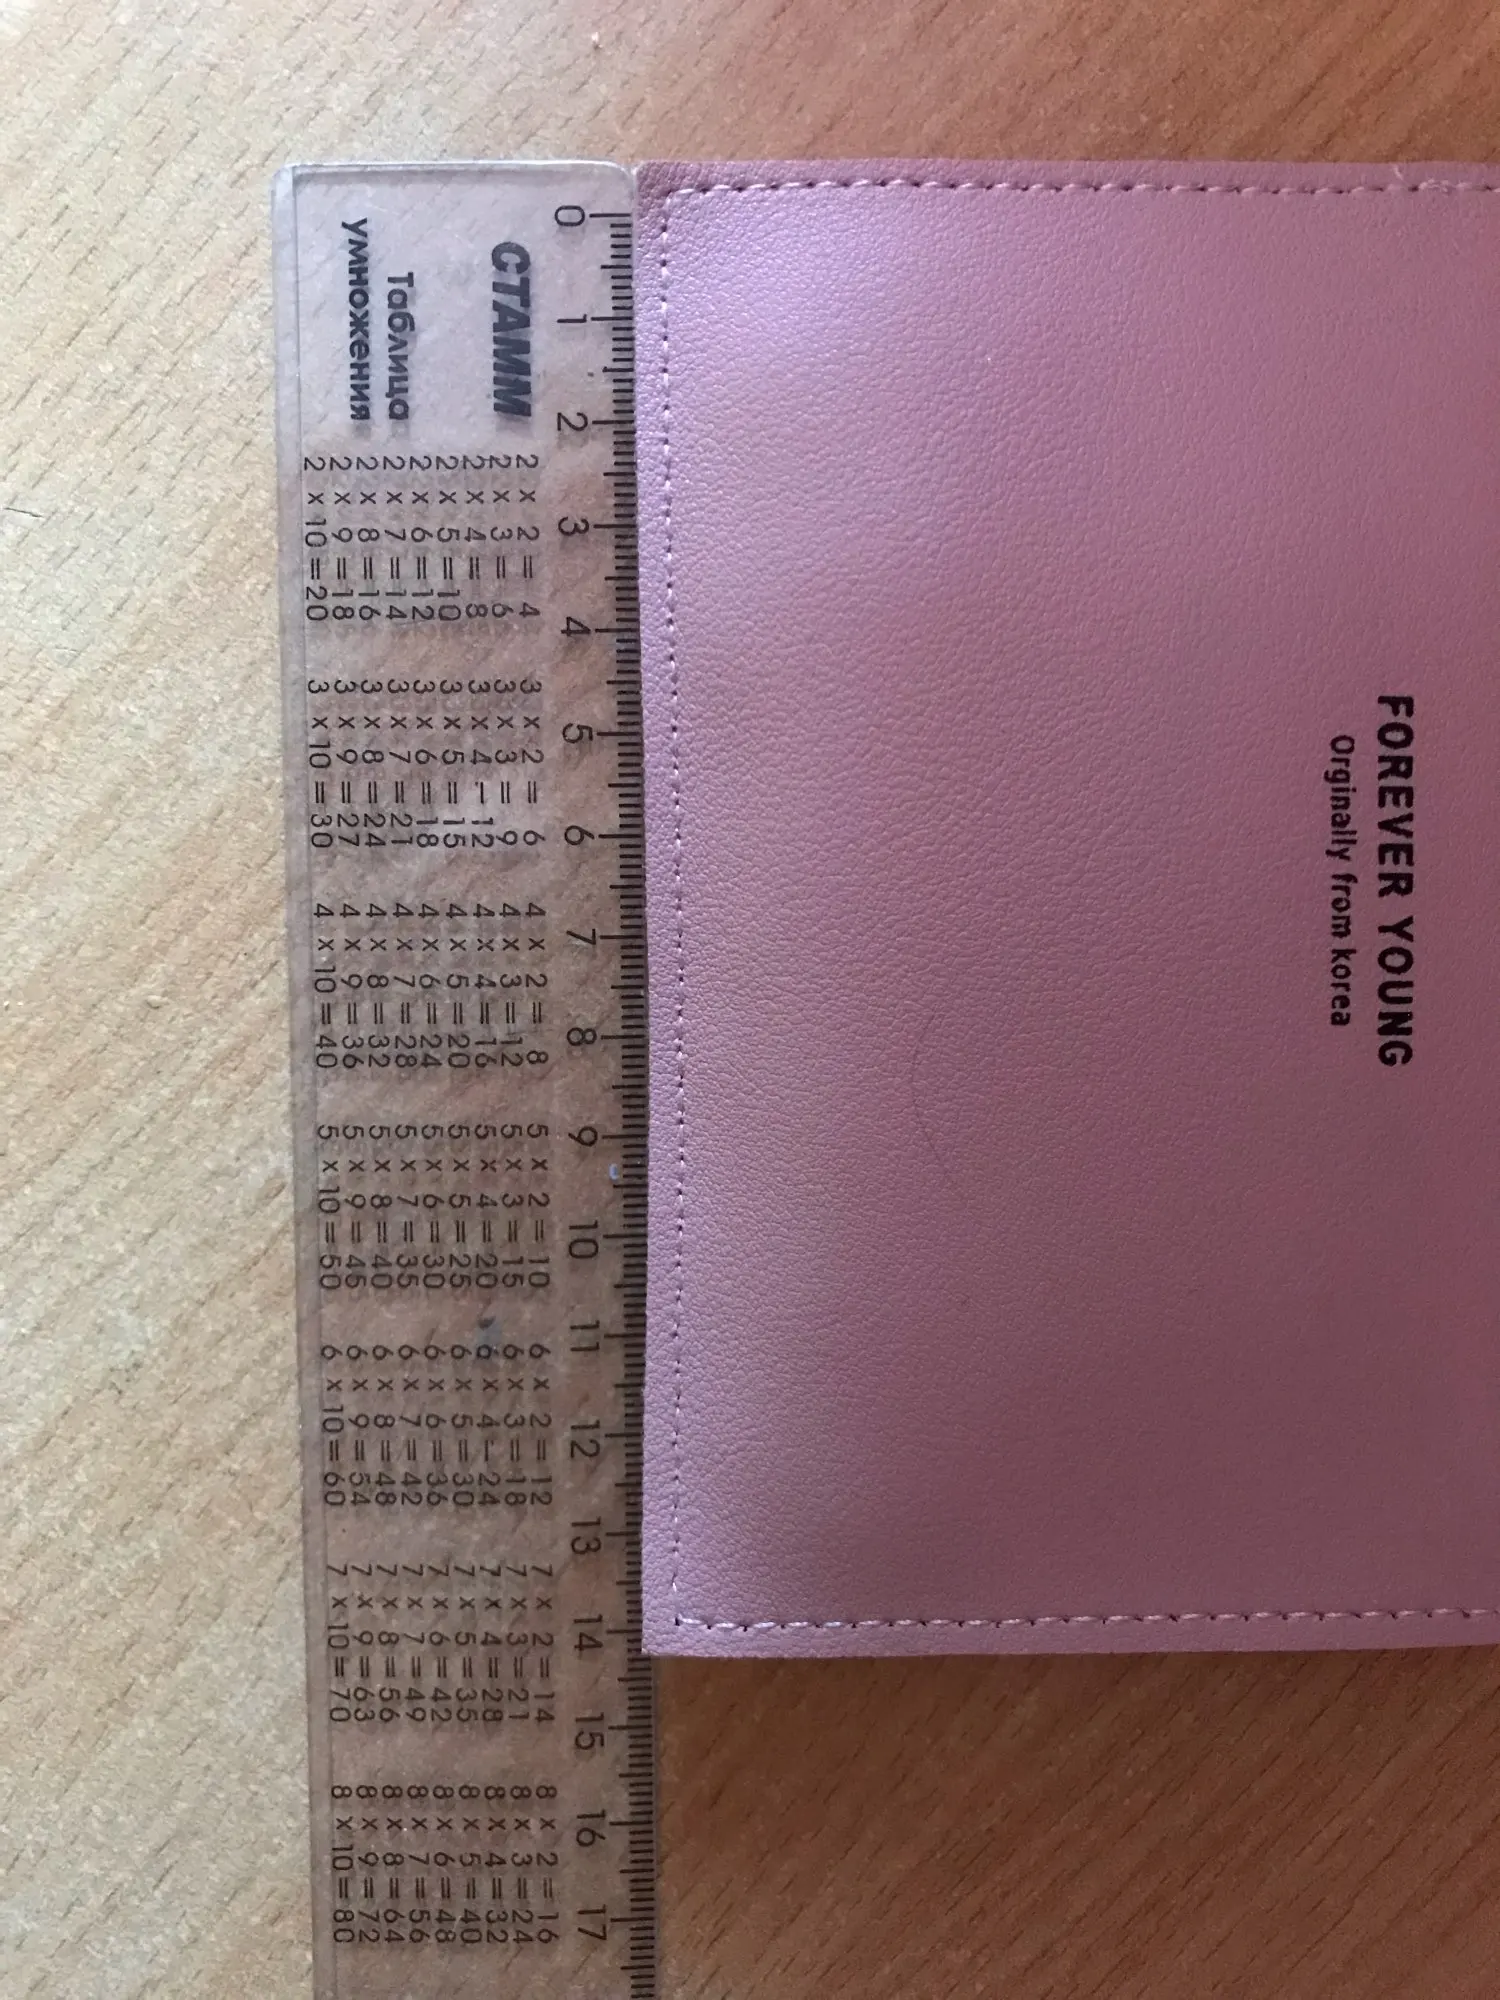 СТАММ
Таблица
умножения
0 1 2 3 4 5 6 7 8 9 10 11 12 13 14 15 16 17
2 x 2 = 4
2 x 3 = 6
2 x 4 = 8
2 x 5 = 10
2 x 6 = 12
2 x 7 = 14
2 x 8 = 16
2 x 9 = 18
2 x 10 = 20
3 x 2 = 6
3 x 3 = 9
3 x 4 = 12
3 x 5 = 15
3 x 6 = 18
3 x 7 = 21
3 x 8 = 24
3 x 9 = 27
3 x 10 = 30
4 x 2 = 8
4 x 3 = 12
4 x 4 = 16
4 x 5 = 20
4 x 6 = 24
4 x 7 = 28
4 x 8 = 32
4 x 9 = 36
4 x 10 = 40
5 x 2 = 10
5 x 3 = 15
5 x 4 = 20
5 x 5 = 25
5 x 6 = 30
5 x 7 = 35
5 x 8 = 40
5 x 9 = 45
5 x 10 = 50
6 x 2 = 12
6 x 3 = 18
6 x 4 = 24
6 x 5 = 30
6 x 6 = 36
6 x 7 = 42
6 x 8 = 48
6 x 9 = 54
6 x 10 = 60
7 x 2 = 14
7 x 3 = 21
7 x 4 = 28
7 x 5 = 35
7 x 6 = 42
7 x 7 = 49
7 x 8 = 56
7 x 9 = 63
7 x 10 = 70
8 x 2 = 16
8 x 3 = 24
8 x 4 = 32
8 x 5 = 40
8 x 6 = 48
8 x 7 = 56
8 x 8 = 64
8 x 9 = 72
8 x 10 = 80
FOREVER YOUNG
Orginally from korea